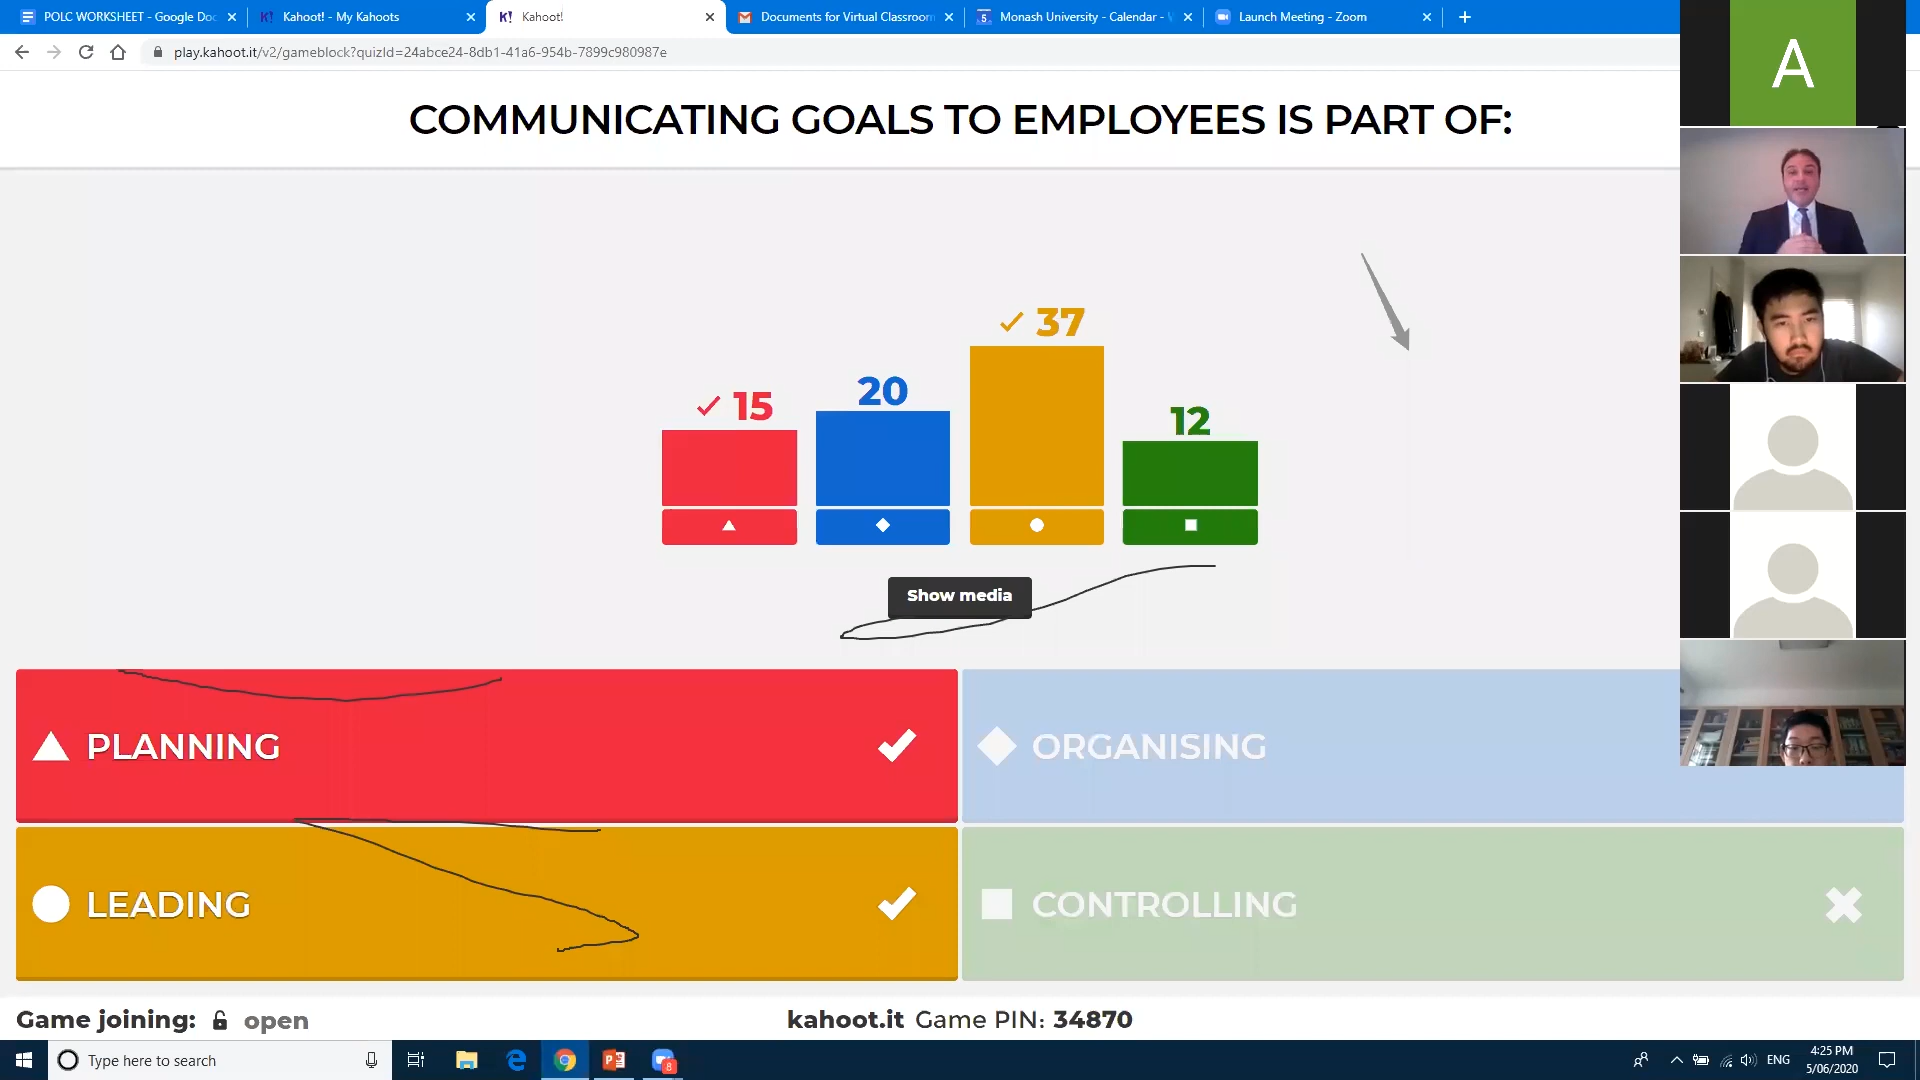 POLC WORKSHEET - Google Doc
K! Kahoot! - My Kahoots
K! Kahoot!
Documents for Virtual Classroom
5 Monash University - Calendar -
Launch Meeting - Zoom
play.kahoot.it/v2/gameblock?quizId=24abce24-8db1-41a6-954b-7899c980987e
A
COMMUNICATING GOALS TO EMPLOYEES IS PART OF:
15
20
37
12
Show media
PLANNING
ORGANISING
LEADING
CONTROLLING
Game joining: open
kahoot.it Game PIN: 34870
Type here to search
8
ENG
4:25 PM
5/06/2020